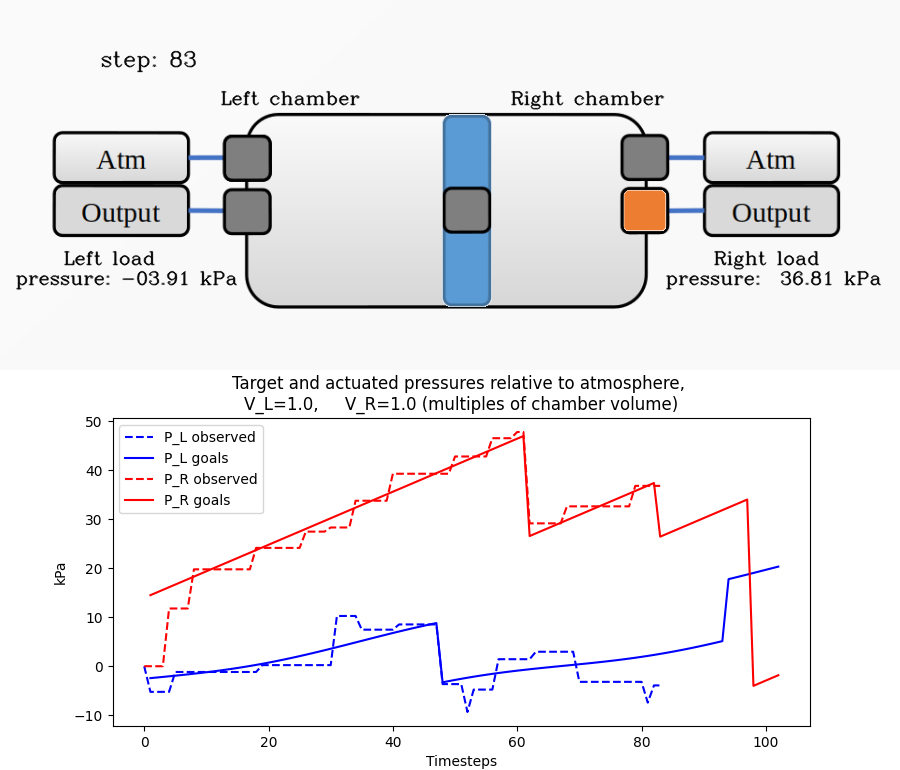 step: 83
Left chamber
Right chamber
Atm
Atm
Output
Output
Left load
pressure: -03.91 kPa
Right load
pressure: 36.81 kPa
Target and actuated pressures relative to atmosphere,
V_L=1.0, V_R=1.0 (multiples of chamber volume)
P_L observed
P_L goals
P_R observed
P_R goals
50
40
30
20
10
0
−10
kPa
0 20 40 60 80 100
Timesteps